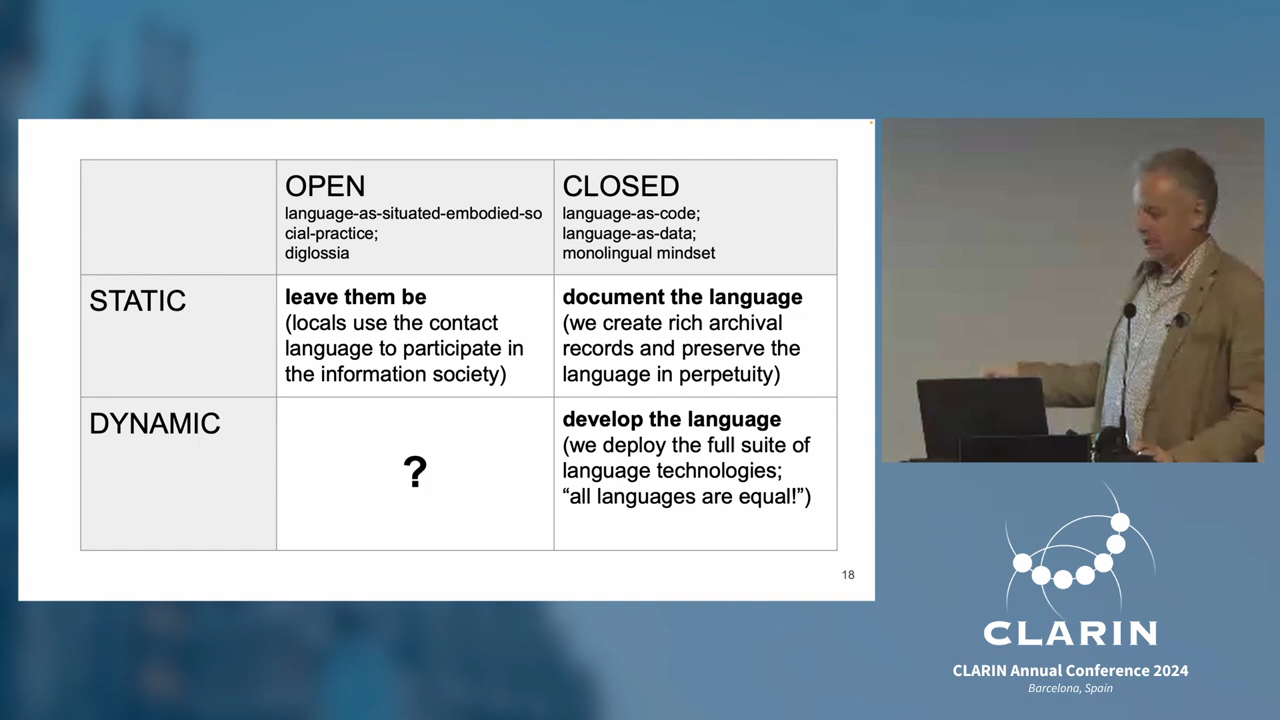 OPEN
language-as-situated-embodied-so
cial-practice;
diglossia
CLOSED
language-as-code;
language-as-data;
monolingual mindset
STATIC
leave them be
(locals use the contact
language to participate in
the information society)
document the language
(we create rich archival
records and preserve the
language in perpetuity)
DYNAMIC
?
develop the language
(we deploy the full suite of
language technologies;
“all languages are equal!”)
18
CLARIN
CLARIN Annual Conference 2024
Barcelona, Spain